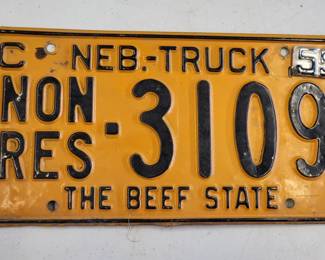 C NEB.-TRUCK 5
NON RES -3109
THE BEEF STATE